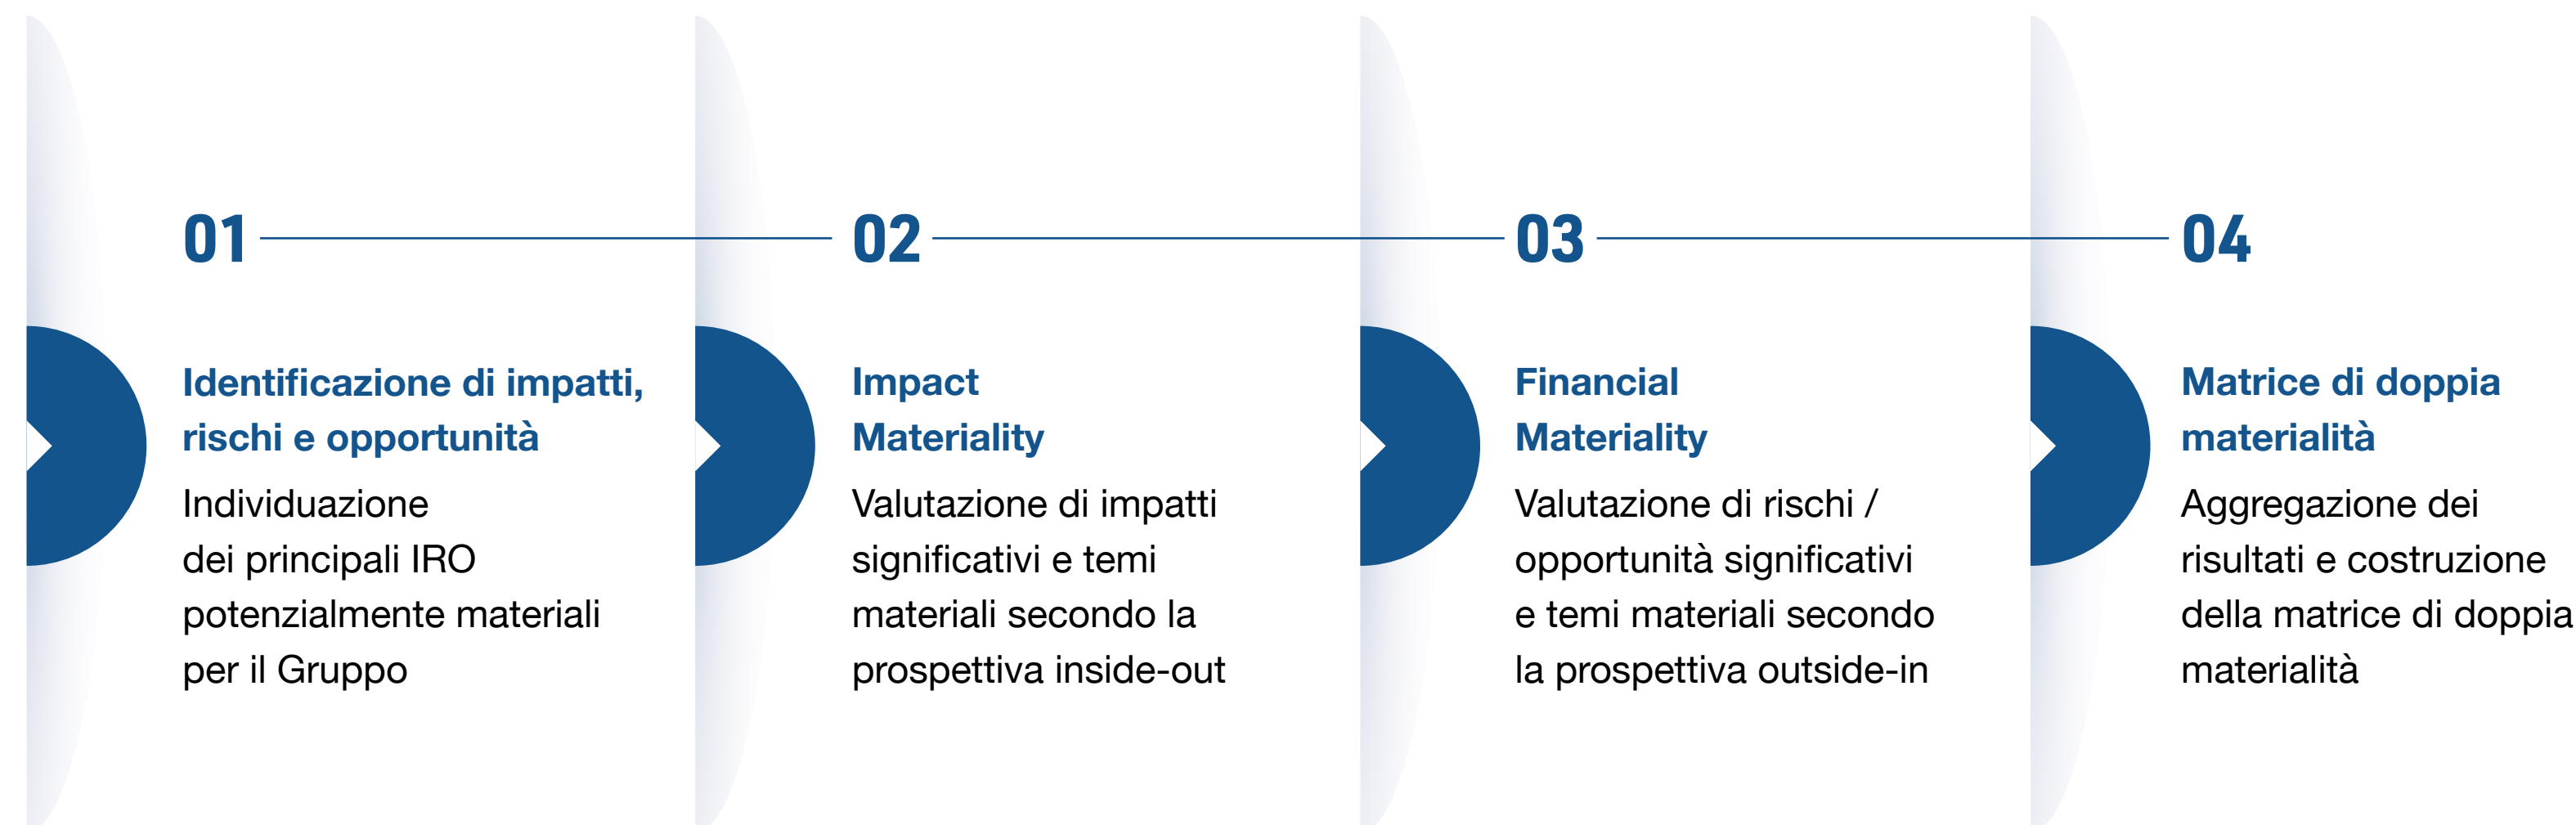 01
Identificazione di impatti,
rischi e opportunità
Individuazione
dei principali IRO
potenzialmente materiali
per il Gruppo
02
Impact
Materiality
Valutazione di impatti
significativi e temi
materiali secondo la
prospettiva inside-out
03
Financial
Materiality
Valutazione di rischi /
opportunità significativi
e temi materiali secondo
la prospettiva outside-in
04
Matrice di doppia
materialità
Aggregazione dei
risultati e costruzione
della matrice di doppia
materialità